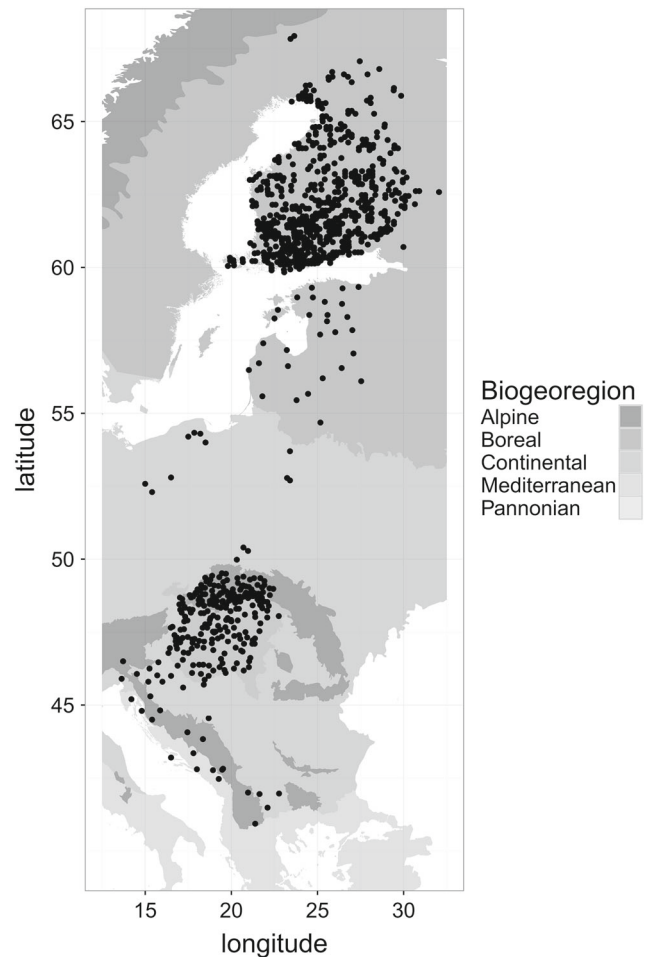 65
60
55
50
45
latitude
15 20 25 30
longitude
Biogeoregion
Alpine
Boreal
Continental
Mediterranean
Pannonian